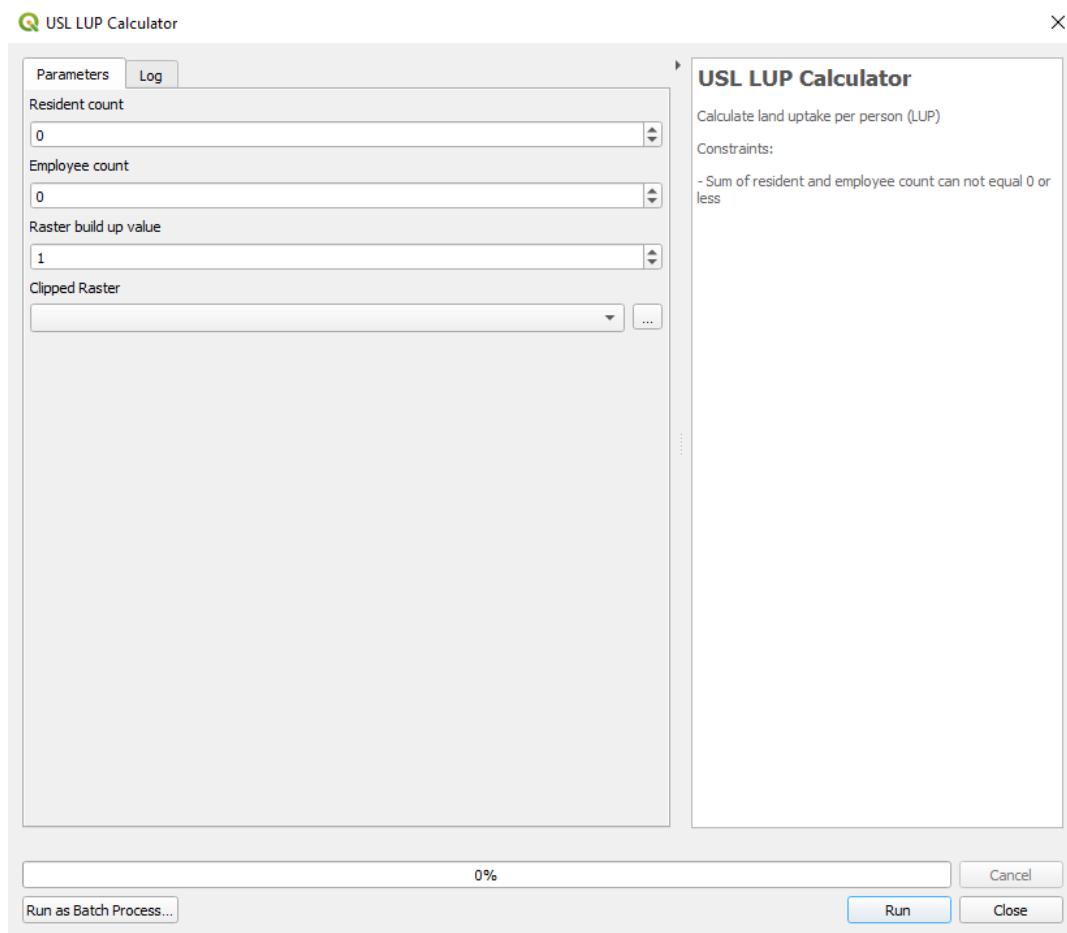 USL LUP Calculator
Parameters
Log
Resident count
0
Employee count
0
Raster build up value
1
Clipped Raster
...
USL LUP Calculator
Calculate land uptake per person (LUP)
Constraints:
- Sum of resident and employee count can not equal 0 or
less
0%
Cancel
Run as Batch Process...
Run
Close